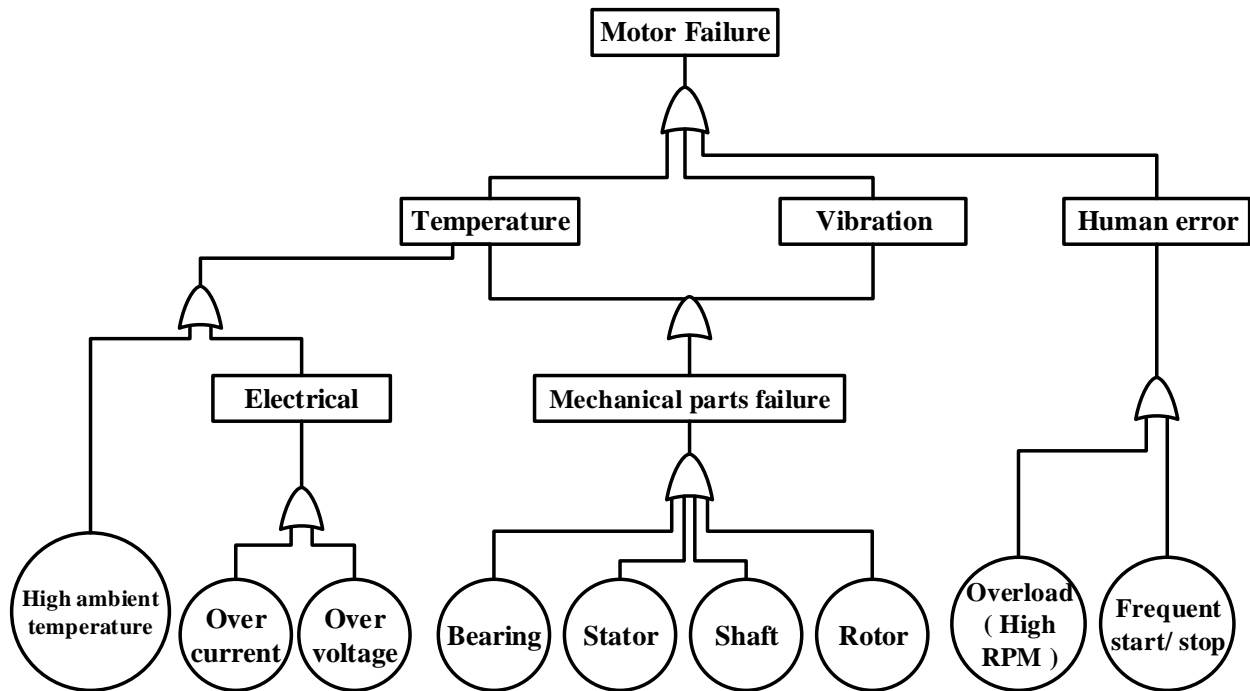 Motor Failure
Temperature
Vibration
Human error
Electrical
Mechanical parts failure
High ambient
temperature
Over
current
Over
voltage
Bearing
Stator
Shaft
Rotor
Overload
( High
RPM )
Frequent
start/ stop